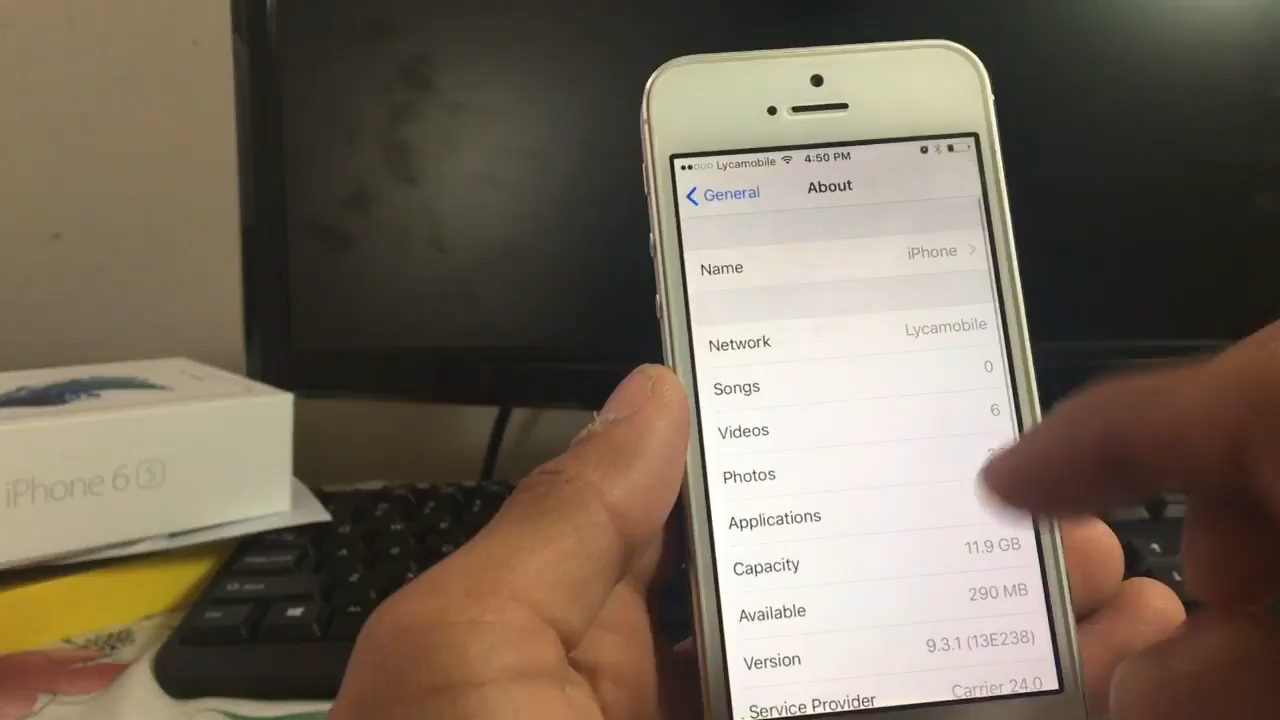 iPhone 6 S
Lycamobile 4:50 PM
General About
Name iPhone
Network Lycamobile
Songs 0
Videos 6
Photos
Applications
Capacity 11.9 GB
Available 290 MB
Version 9.3.1 (13E238)
Service Provider Carrier 24.0